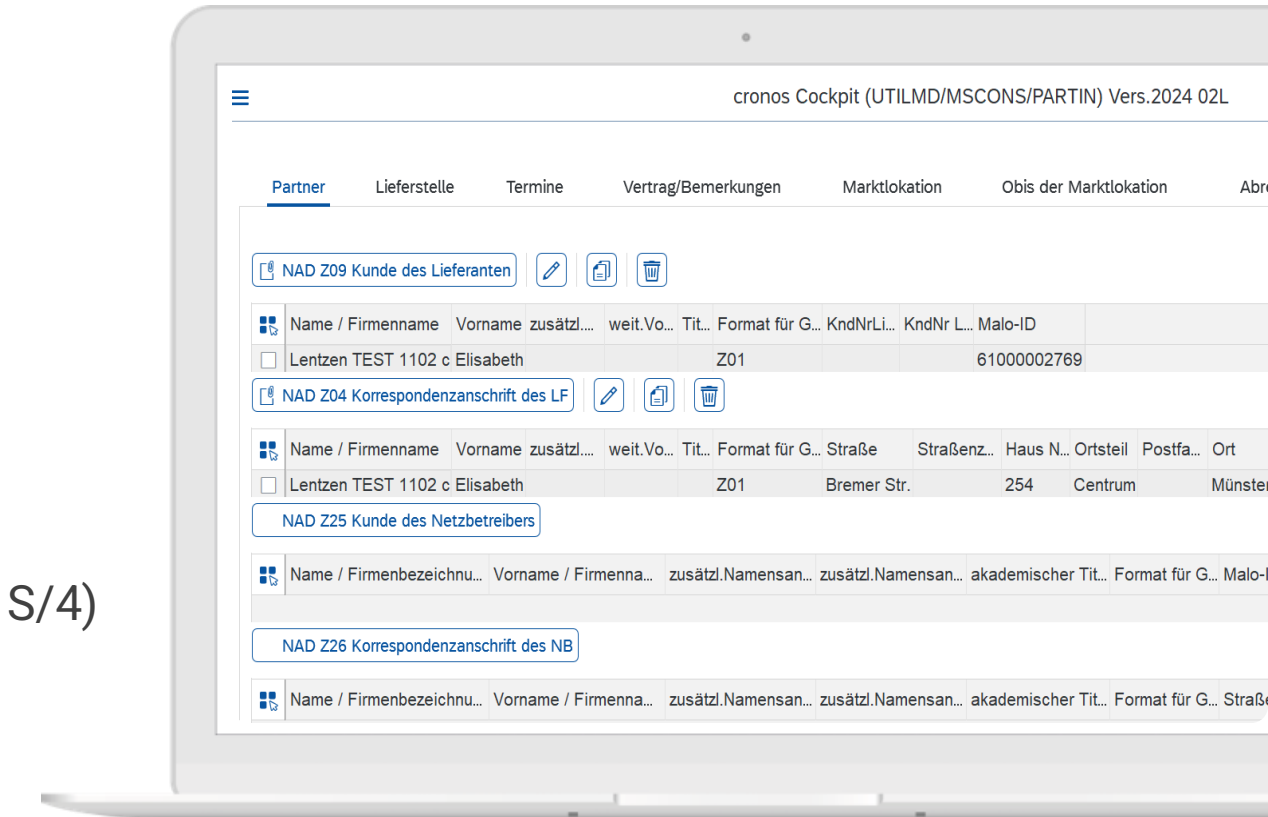 cronos Cockpit (UTILMD/MSCONS/PARTIN) Vers.2024 02L
Partner Lieferstelle Termine Vertrag/Bemerkungen Marktlokation Obis der Marktlokation Abre
NAD Z09 Kunde des Lieferanten
Name / Firmenname Vorname zusätzl.... weit.Vo... Tit... Format für G... KndNrLi... KndNr L... Malo-ID
Lentzen TEST 1102 c Elisabeth Z01 61000002769
NAD Z04 Korrespondenzanschrift des LF
Name / Firmenname Vorname zusätzl.... weit.Vo... Tit... Format für G... Straße Straßenz... Haus N... Ortsteil Postfa... Ort
Lentzen TEST 1102 c Elisabeth Z01 Bremer Str. 254 Centrum Münster
NAD Z25 Kunde des Netzbetreibers
Name / Firmenbezeichnu... Vorname / Firmenna... zusätzl.Namensan... zusätzl.Namensan... akademischer Tit... Format für G... Malo-I
S/4)
NAD Z26 Korrespondenzanschrift des NB
Name / Firmenbezeichnu... Vorname / Firmenna... zusätzl.Namensan... zusätzl.Namensan... akademischer Tit... Format für G... Straße